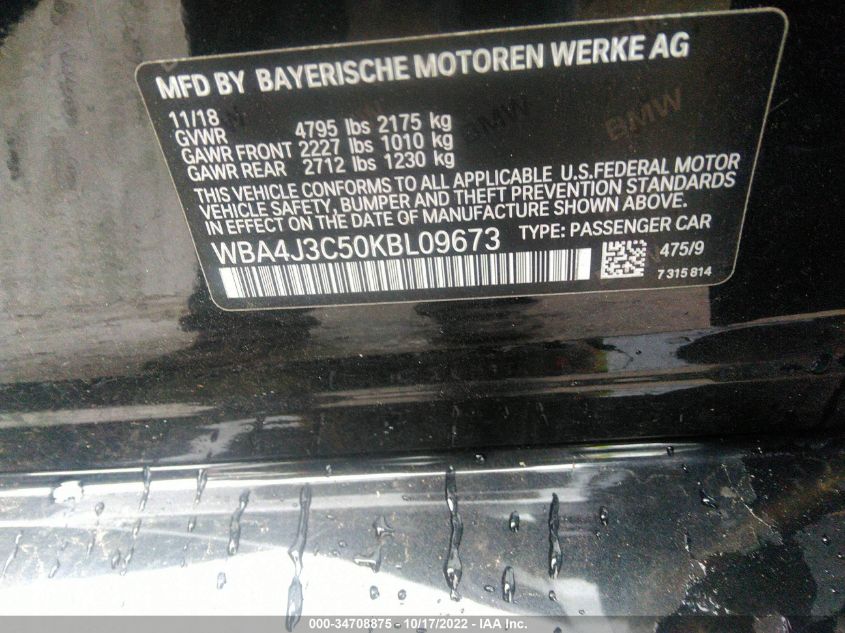 MFD BY BAYERISCHE MOTOREN WERKE AG
11/18
GVWR 4795 lbs 2175 kg
GAWR FRONT 2227 lbs 1010 kg
GAWR REAR 2712 lbs 1230 kg
THIS VEHICLE CONFORMS TO ALL APPLICABLE U.S.FEDERAL MOTOR
VEHICLE SAFETY, BUMPER AND THEFT PREVENTION STANDARDS
IN EFFECT ON THE DATE OF MANUFACTURE SHOWN ABOVE.
WBA4J3C50KBL09673 TYPE: PASSENGER CAR
475/9
7 315 814
BMW
BMW
000-34708875 - 10/17/2022 - IAA Inc.